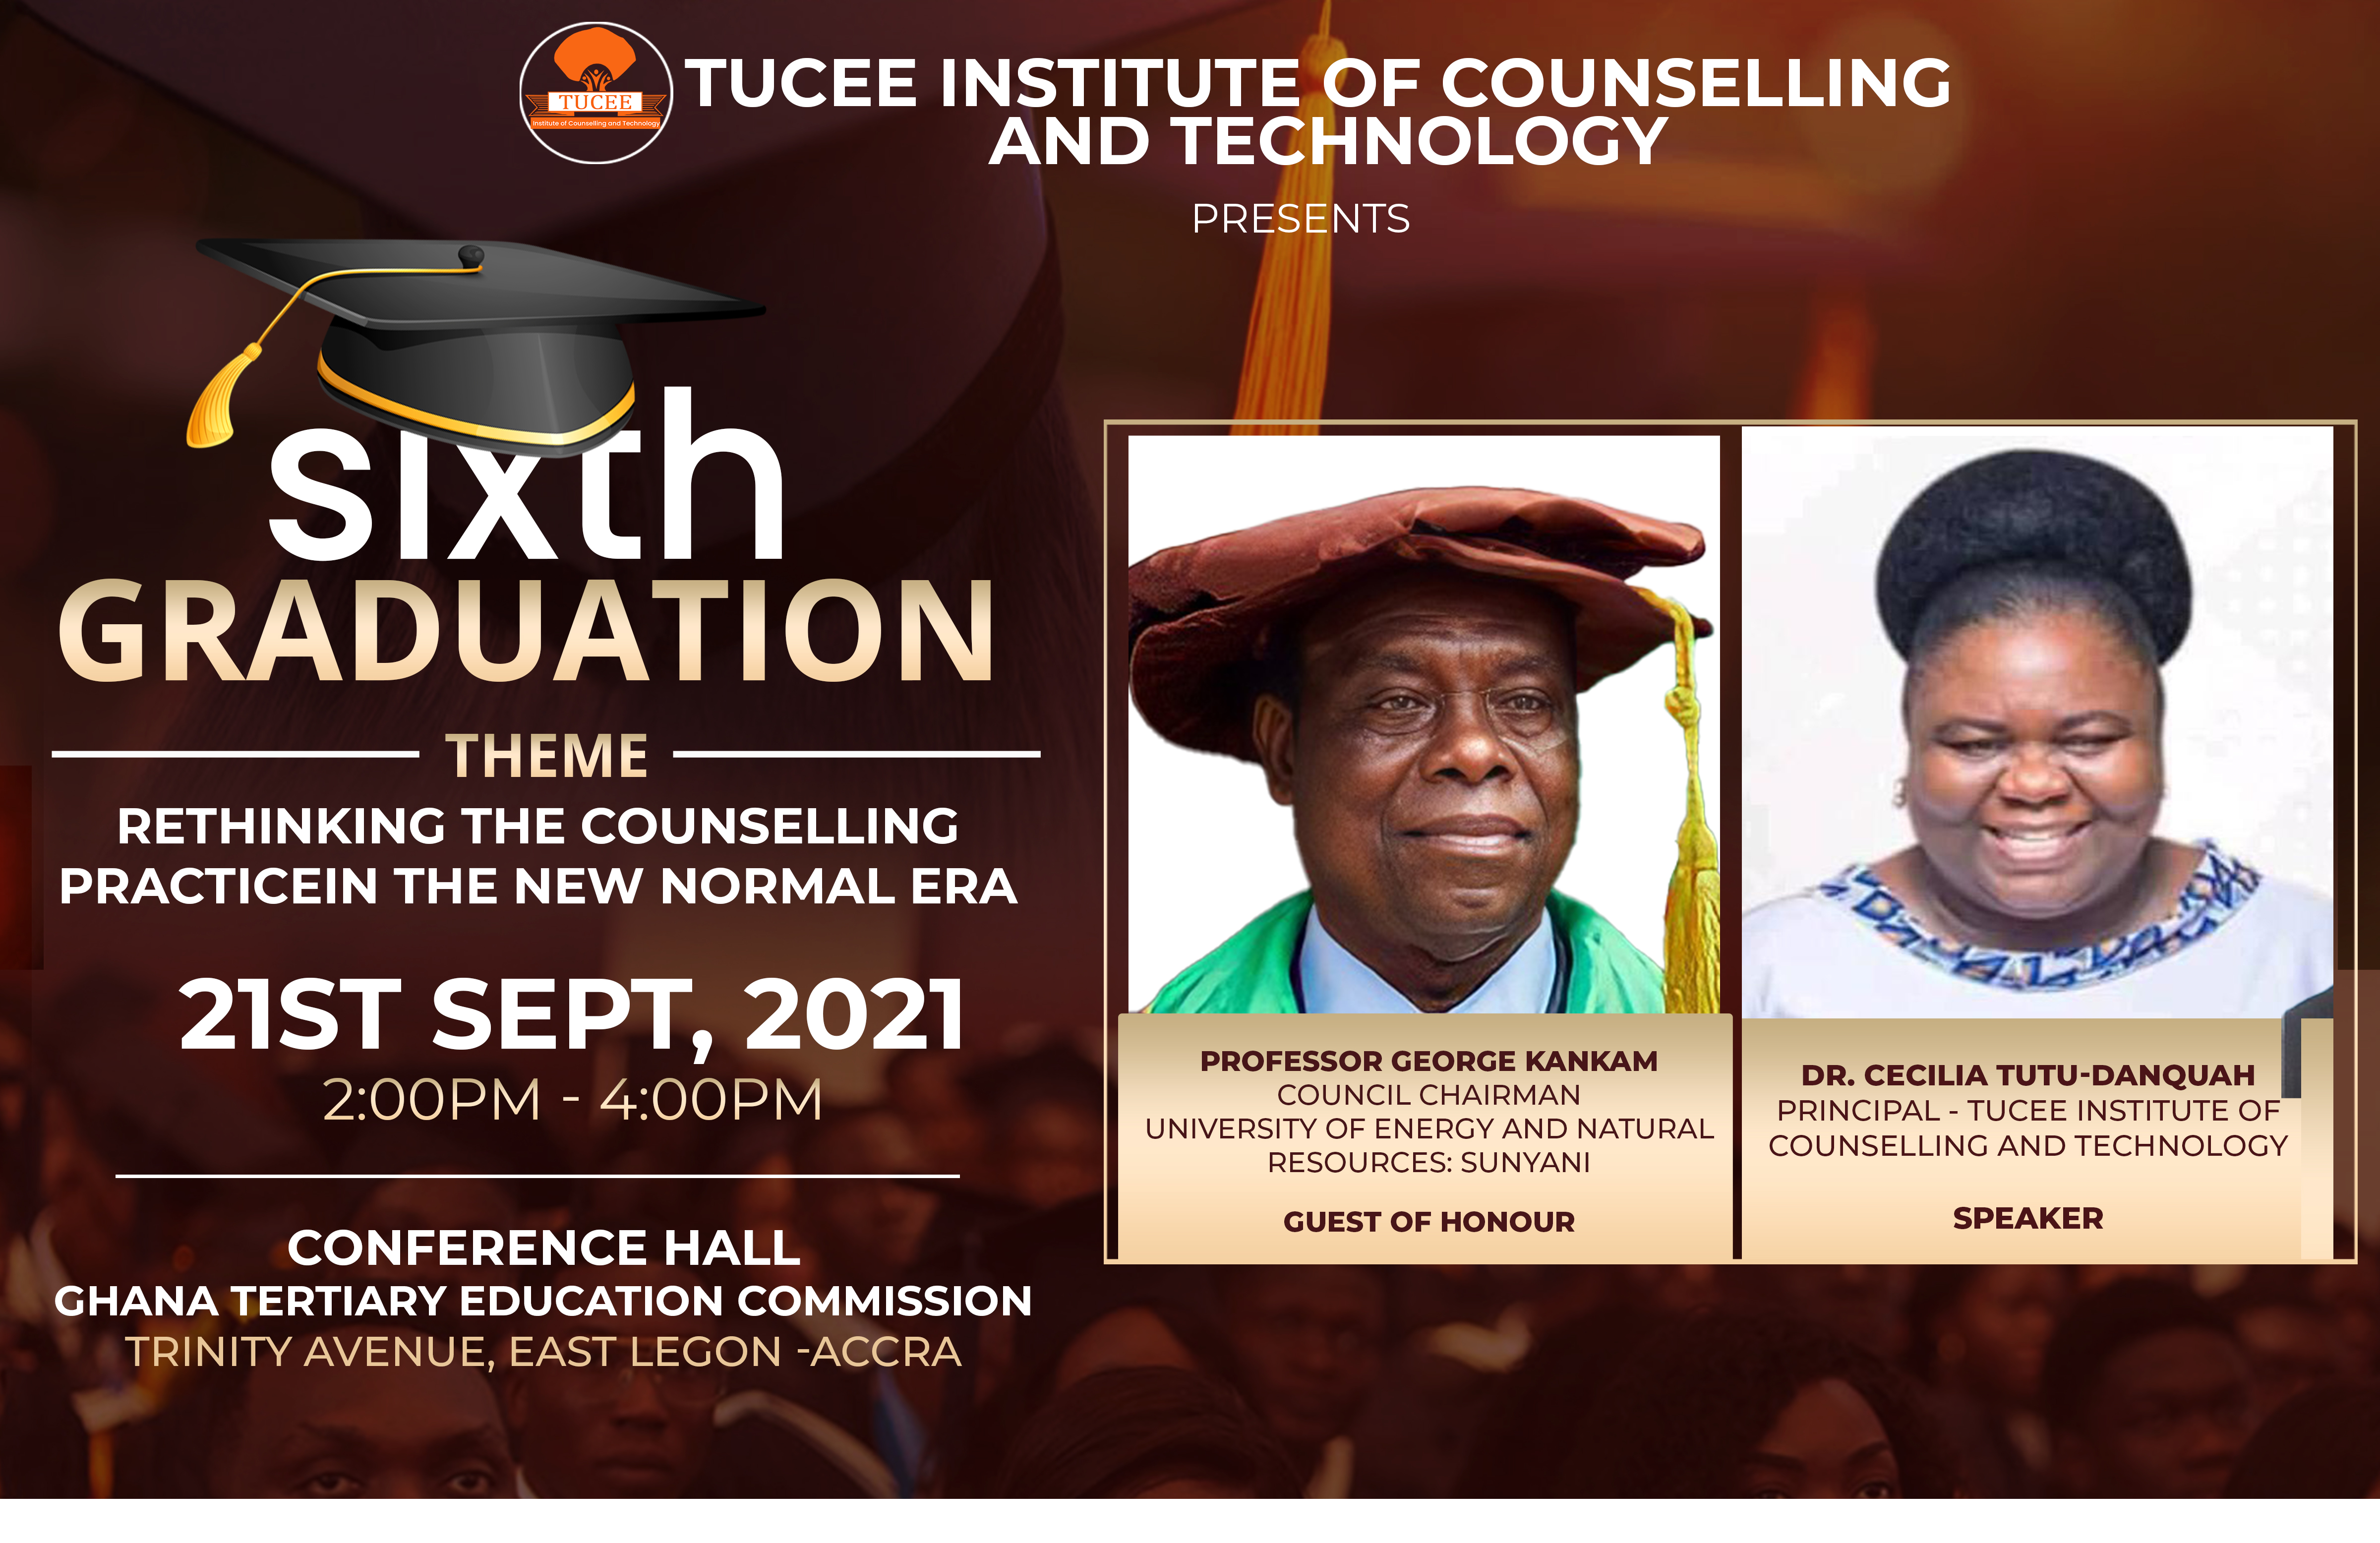 TUCEE
Institute of Counselling and Technology
TUCEE INSTITUTE OF COUNSELLING
AND TECHNOLOGY
PRESENTS
sixth
GRADUATION
THEME
RETHINKING THE COUNSELLING
PRACTICEIN THE NEW NORMAL ERA
21ST SEPT, 2021
2:00PM - 4:00PM
CONFERENCE HALL
GHANA TERTIARY EDUCATION COMMISSION
TRINITY AVENUE, EAST LEGON -ACCRA
PROFESSOR GEORGE KANKAM
COUNCIL CHAIRMAN
UNIVERSITY OF ENERGY AND NATURAL
RESOURCES: SUNYANI
GUEST OF HONOUR
DR. CECILIA TUTU-DANQUAH
PRINCIPAL - TUCEE INSTITUTE OF
COUNSELLING AND TECHNOLOGY
SPEAKER